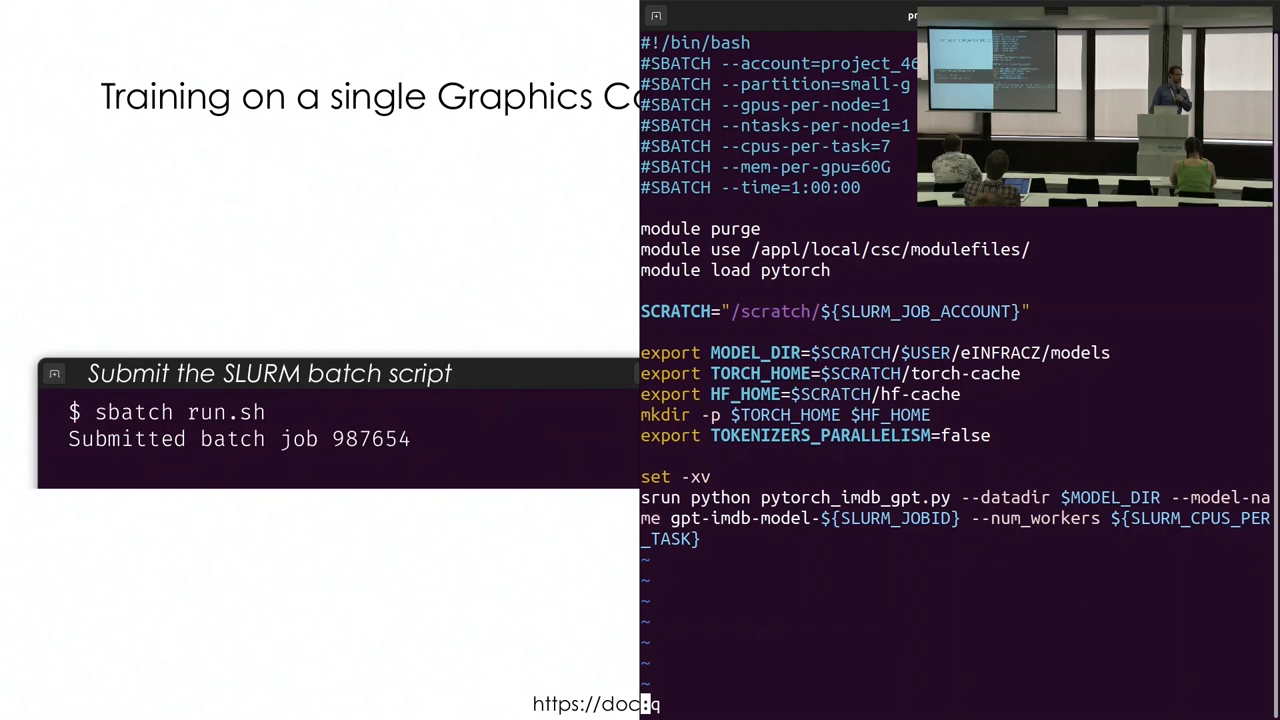 Training on a single Graphics C
Submit the SLURM batch script
$ sbatch run.sh
Submitted batch job 987654
https://doc
#!/bin/bash
#SBATCH --account=project_46
#SBATCH --partition=small-g
#SBATCH --gpus-per-node=1
#SBATCH --ntasks-per-node=1
#SBATCH --cpus-per-task=7
#SBATCH --mem-per-gpu=60G
#SBATCH --time=1:00:00
module purge
module use /appl/local/csc/modulefiles/
module load pytorch
SCRATCH="/scratch/${SLURM_JOB_ACCOUNT}"
export MODEL_DIR=$SCRATCH/$USER/eINFRACZ/models
export TORCH_HOME=$SCRATCH/torch-cache
export HF_HOME=$SCRATCH/hf-cache
mkdir -p $TORCH_HOME $HF_HOME
export TOKENIZERS_PARALLELISM=false
set -xv
srun python pytorch_imdb_gpt.py --datadir $MODEL_DIR --model-na
me gpt-imdb-model-${SLURM_JOBID} --num_workers ${SLURM_CPUS_PER
_TASK}
~
~
~
~
~
~
~
:q